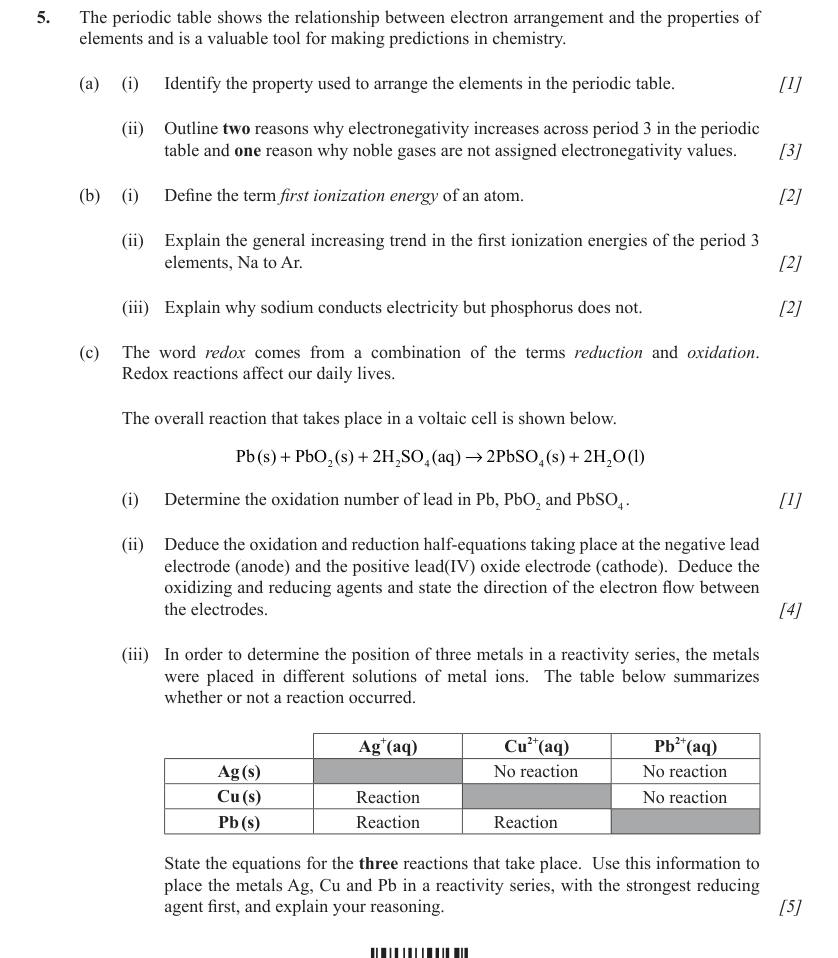 5. The periodic table shows the relationship between electron arrangement and the properties of
elements and is a valuable tool for making predictions in chemistry.
(a) (i) Identify the property used to arrange the elements in the periodic table. [1]
(ii) Outline two reasons why electronegativity increases across period 3 in the periodic
table and one reason why noble gases are not assigned electronegativity values. [3]
(b) (i) Define the term first ionization energy of an atom. [2]
(ii) Explain the general increasing trend in the first ionization energies of the period 3
elements, Na to Ar. [2]
(iii) Explain why sodium conducts electricity but phosphorus does not. [2]
(c) The word redox comes from a combination of the terms reduction and oxidation.
Redox reactions affect our daily lives.
The overall reaction that takes place in a voltaic cell is shown below.
Pb(s) + PbO₂(s) + 2H₂SO₄(aq) → 2PbSO₄(s) + 2H₂O(l)
(i) Determine the oxidation number of lead in Pb, PbO₂ and PbSO₄. [1]
(ii) Deduce the oxidation and reduction half-equations taking place at the negative lead
electrode (anode) and the positive lead(IV) oxide electrode (cathode). Deduce the
oxidizing and reducing agents and state the direction of the electron flow between
the electrodes. [4]
(iii) In order to determine the position of three metals in a reactivity series, the metals
were placed in different solutions of metal ions. The table below summarizes
whether or not a reaction occurred.
Ag⁺(aq) Cu²⁺(aq) Pb²⁺(aq)
Ag(s) No reaction No reaction
Cu(s) Reaction No reaction
Pb(s) Reaction Reaction
State the equations for the three reactions that take place. Use this information to
place the metals Ag, Cu and Pb in a reactivity series, with the strongest reducing
agent first, and explain your reasoning. [5]